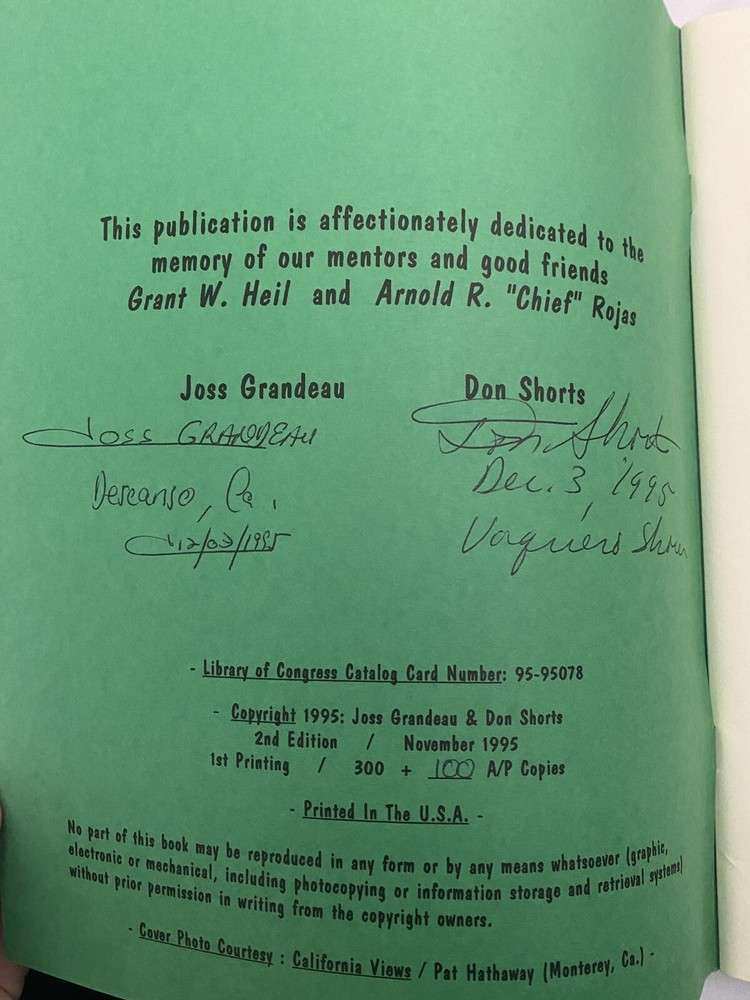 This publication is affectionately dedicated to the
memory of our mentors and good friends
Grant W. Heil and Arnold R. "Chief" Rojas
Joss Grandeau Don Shorts
Joss GRANDEAU Don Shorts
Descanso, Ca. Dec. 3, 1995
12/03/1995 Vaquero Show
- Library of Congress Catalog Card Number: 95-95078
- Copyright 1995: Joss Grandeau & Don Shorts
2nd Edition / November 1995
1st Printing / 300 + 100 A/P Copies
- Printed In The U.S.A. -
No part of this book may be reproduced in any form or by any means whatsoever (graphic,
electronic or mechanical, including photocopying or information storage and retrieval systems)
without prior permission in writing from the copyright owners.
- Cover Photo Courtesy : California Views / Pat Hathaway (Monterey, Ca.) -